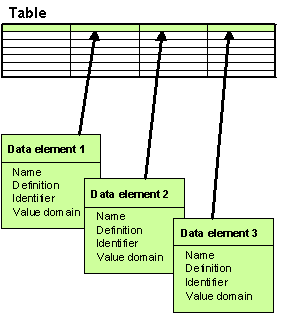 Table
Data element 1
Name
Definition
Identifier
Value domain
Data element 2
Name
Definition
Identifier
Value domain
Data element 3
Name
Definition
Identifier
Value domain